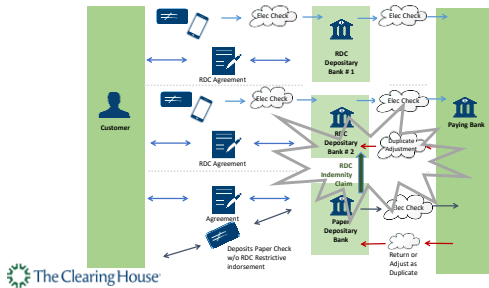 Elec Check
Elec Check
RDC
Depositary
Bank # 1
RDC Agreement
Elec Check
Elec Check
Customer
Paying Bank
RDC
Depositary
Bank #2
Duplicate
Adjustment
RDC Agreement
RDC
Indemnity
Claim
Agreement
Elec Check
Paper
Depositary
Bank
Deposits Paper Check
w/o RDC Restrictive
indorsement
Return or
Adjust as
Duplicate
The Clearing House